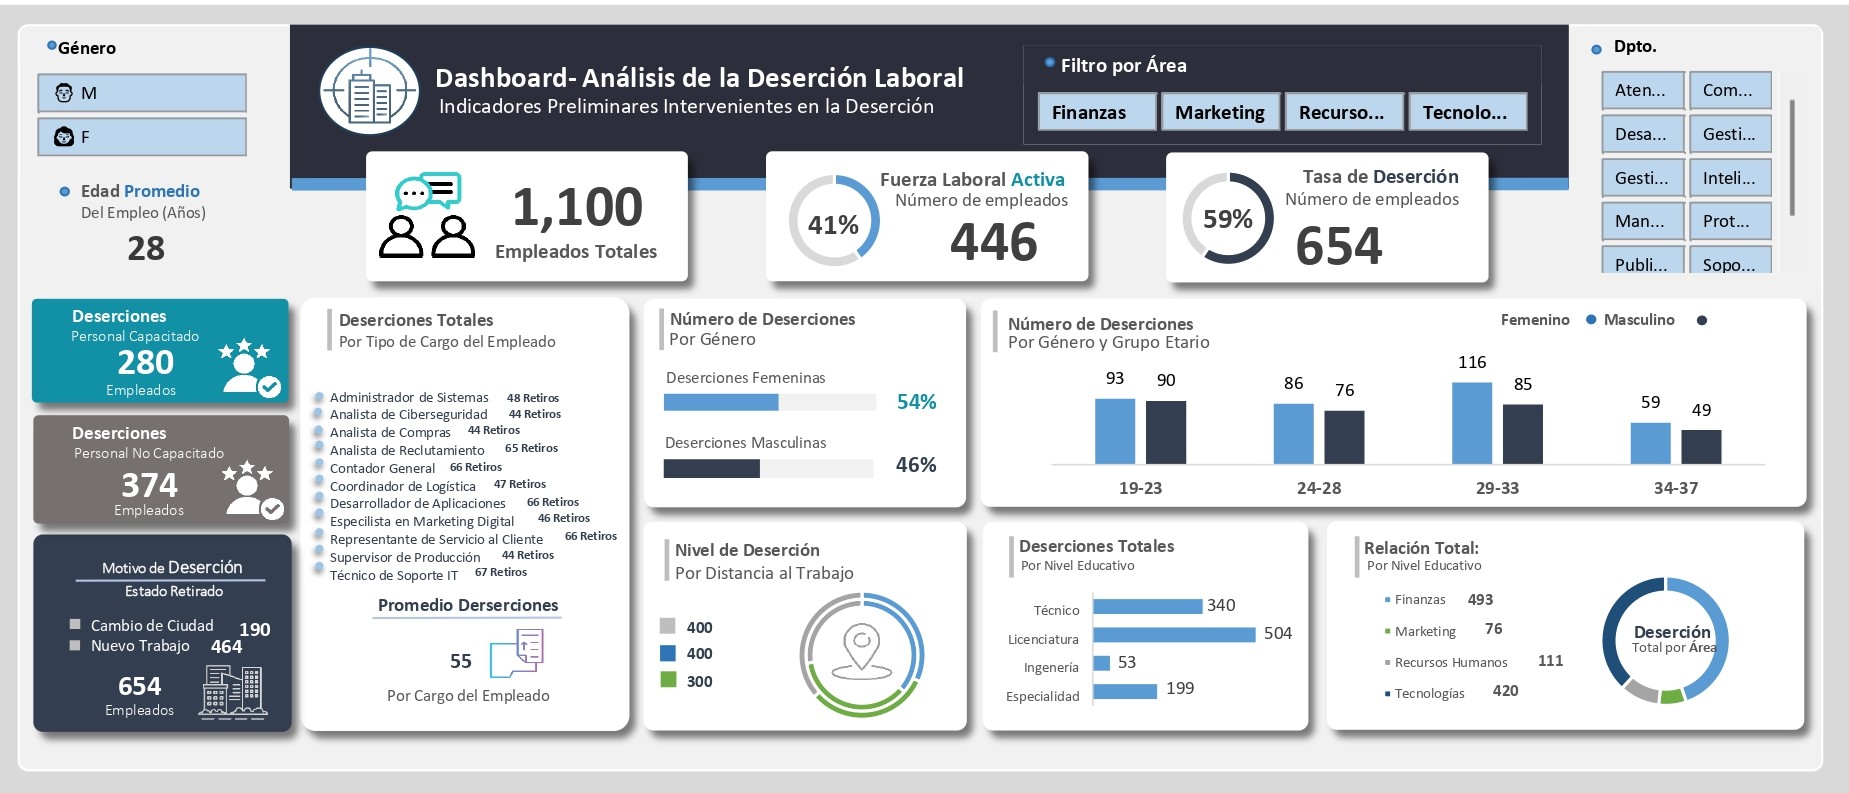 Género
M
F
Edad Promedio
Del Empleo (Años)
28
Dashboard- Análisis de la Deserción Laboral
Indicadores Preliminares Intervenientes en la Deserción
Filtro por Área
Finanzas
Marketing
Recurso...
Tecnolo...
Dpto.
Aten...
Com...
Desa...
Gesti...
Gesti...
Inteli...
Man...
Prot...
Publi...
Sopo...
1,100
Empleados Totales
41%
Fuerza Laboral Activa
Número de empleados
446
59%
Tasa de Deserción
Número de empleados
654
Deserciones
Personal Capacitado
280
Empleados
Deserciones
Personal No Capacitado
374
Empleados
Motivo de Deserción
Estado Retirado
Cambio de Ciudad 190
Nuevo Trabajo 464
654
Empleados
Deserciones Totales
Por Tipo de Cargo del Empleado
Administrador de Sistemas 48 Retiros
Analista de Ciberseguridad 44 Retiros
Analista de Compras 44 Retiros
Analista de Reclutamiento 65 Retiros
Contador General 66 Retiros
Coordinador de Logística 47 Retiros
Desarrollador de Aplicaciones 66 Retiros
Especilista en Marketing Digital 46 Retiros
Representante de Servicio al Cliente 66 Retiros
Supervisor de Producción 44 Retiros
Técnico de Soporte IT 67 Retiros
Promedio Derserciones
55
Por Cargo del Empleado
Número de Deserciones
Por Género
Deserciones Femeninas
54%
Deserciones Masculinas
46%
Número de Deserciones
Por Género y Grupo Etario
Femenino
Masculino
93 90 86 76 116 85 59 49
19-23 24-28 29-33 34-37
Nivel de Deserción
Por Distancia al Trabajo
400
400
300
Deserciones Totales
Por Nivel Educativo
Técnico 340
Licenciatura 504
Ingenería 53
Especialidad 199
Relación Total:
Por Nivel Educativo
Finanzas 493
Marketing 76
Recursos Humanos 111
Tecnologías 420
Deserción
Total por Área